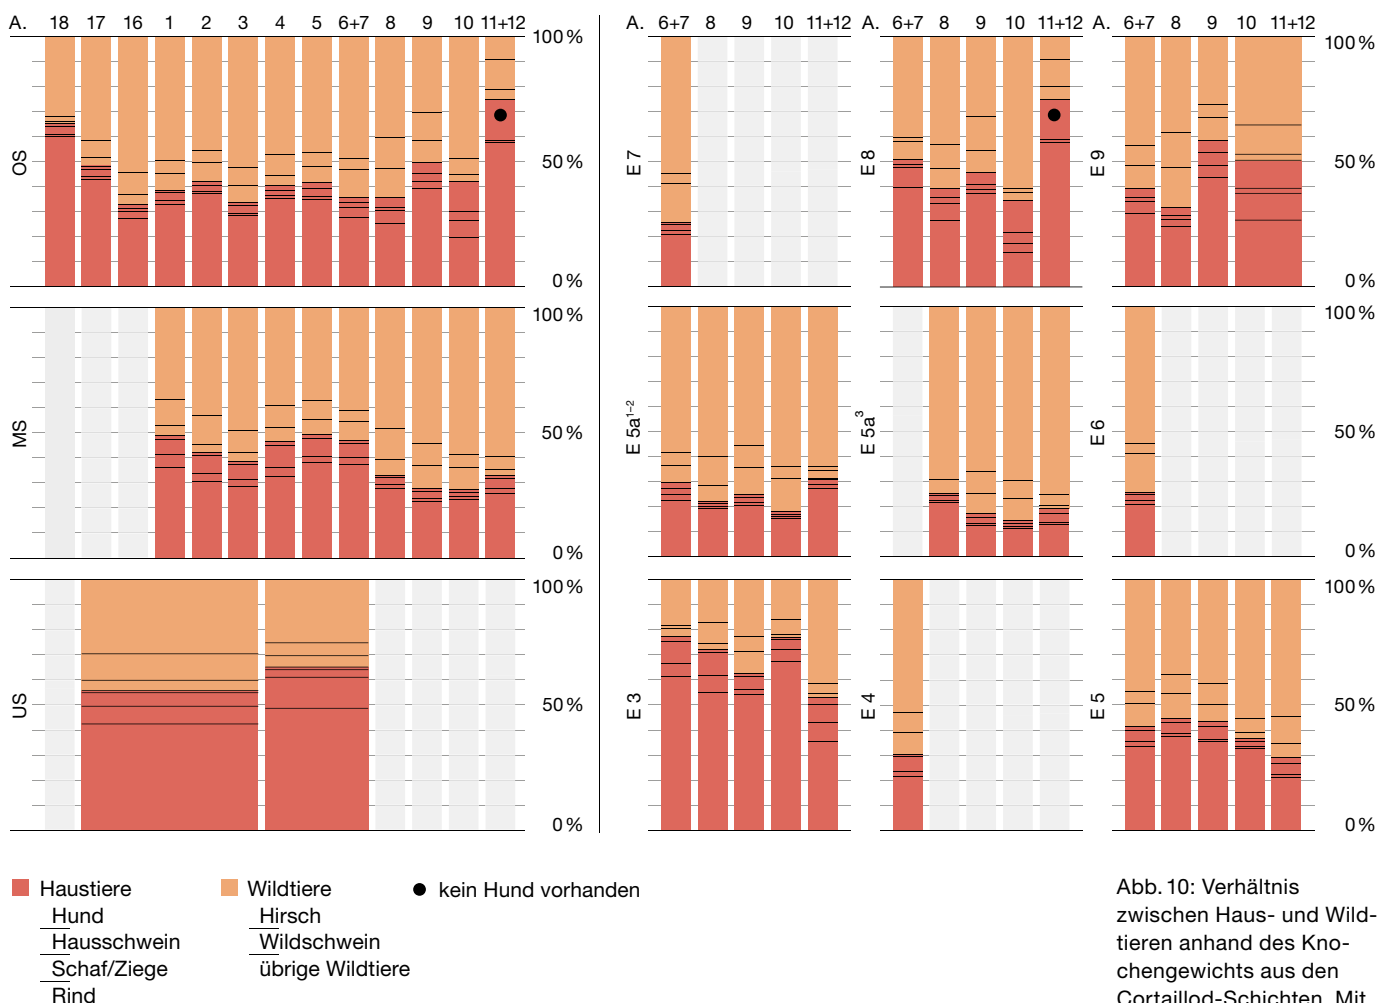 A. 18 17 16 1 2 3 4 5 6+7 8 9 10 11+12
A. 6+7 8 9 10 11+12
A. 6+7 8 9 10 11+12
A. 6+7 8 9 10 11+12
OS
100 %
50 %
0 %
E 7
E 8
E 9
100 %
50 %
0 %
MS
100 %
50 %
0 %
E 5a1–2
E 5a3
E 6
100 %
50 %
0 %
US
100 %
50 %
0 %
E 3
E 4
E 5
100 %
50 %
0 %
Haustiere
Hund
Hausschwein
Schaf/Ziege
Rind
Wildtiere
Hirsch
Wildschwein
übrige Wildtiere
kein Hund vorhanden
Abb. 10: Verhältnis
zwischen Haus- und Wild-
tieren anhand des Kno-
chengewichts aus den
Cortaillod-Schichten. Mit